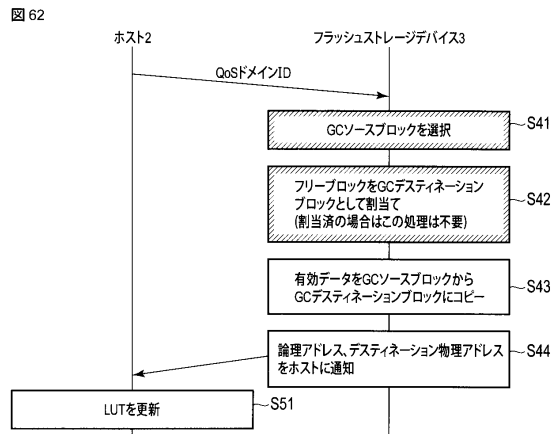 図 62
ホスト2
フラッシュストレージデバイス3
QoSドメインID
GCソースブロックを選択
S41
フリーブロックをGCデスティネーション
ブロックとして割当て
(割当済の場合はこの処理は不要)
S42
有効データをGCソースブロックから
GCデスティネーションブロックにコピー
S43
論理アドレス、デスティネーション物理アドレス
をホストに通知
S44
LUTを更新
S51